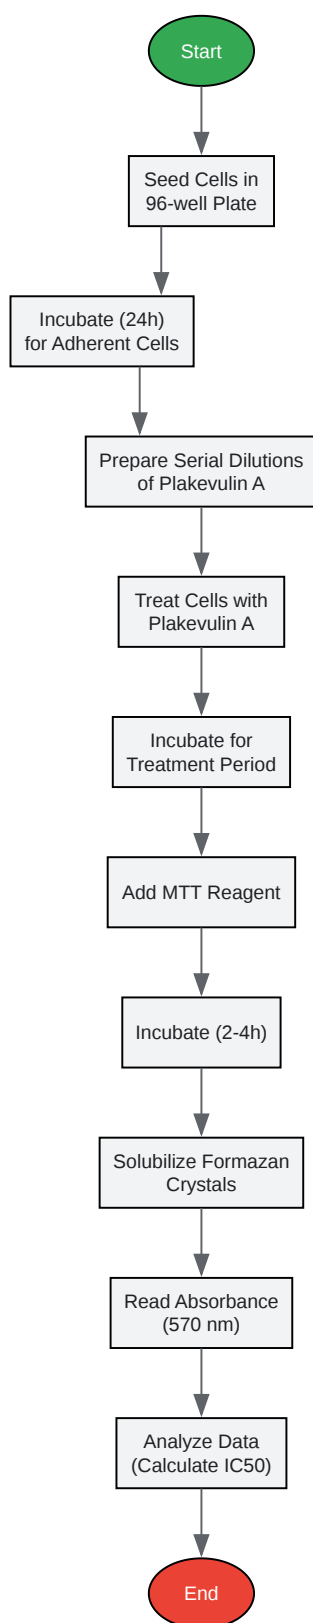 Start
Seed Cells in
96-well Plate
Incubate (24h)
for Adherent Cells
Prepare Serial Dilutions
of Plakevulin A
Treat Cells with
Plakevulin A
Incubate for
Treatment Period
Add MTT Reagent
Incubate (2-4h)
Solubilize Formazan
Crystals
Read Absorbance
(570 nm)
Analyze Data
(Calculate IC50)
End